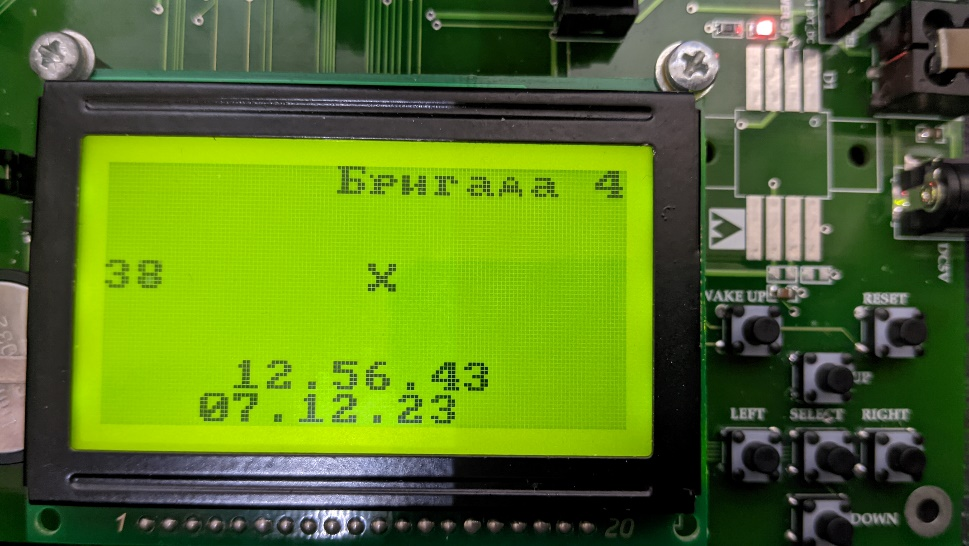 Бригада 4
38 x
12.56.43
07.12.23
WAKE UP
RESET
UP
LEFT SELECT RIGHT
DOWN
1 20
DC5V